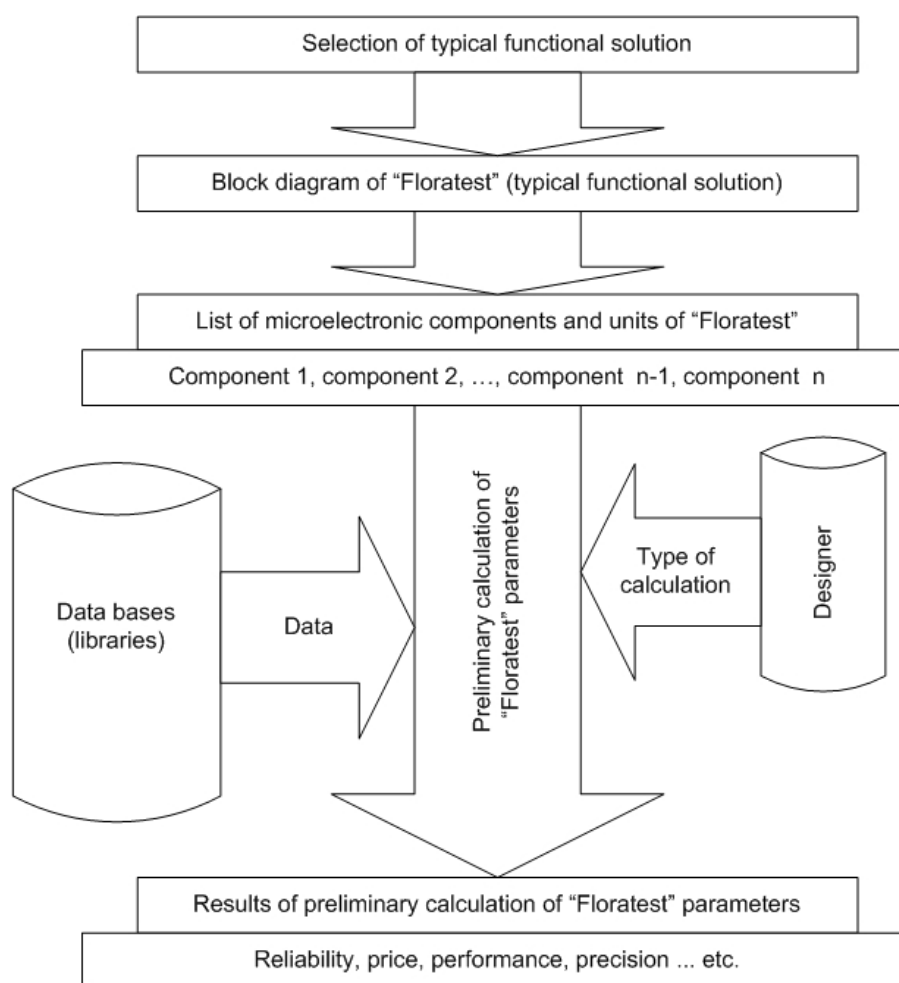 Selection of typical functional solution
Block diagram of “Floratest” (typical functional solution)
List of microelectronic components and units of “Floratest”
Component 1, component 2, …, component n-1, component n
Data bases
(libraries)
Data
Preliminary calculation of
“Floratest” parameters
Type of
calculation
Designer
Results of preliminary calculation of “Floratest” parameters
Reliability, price, performance, precision ... etc.